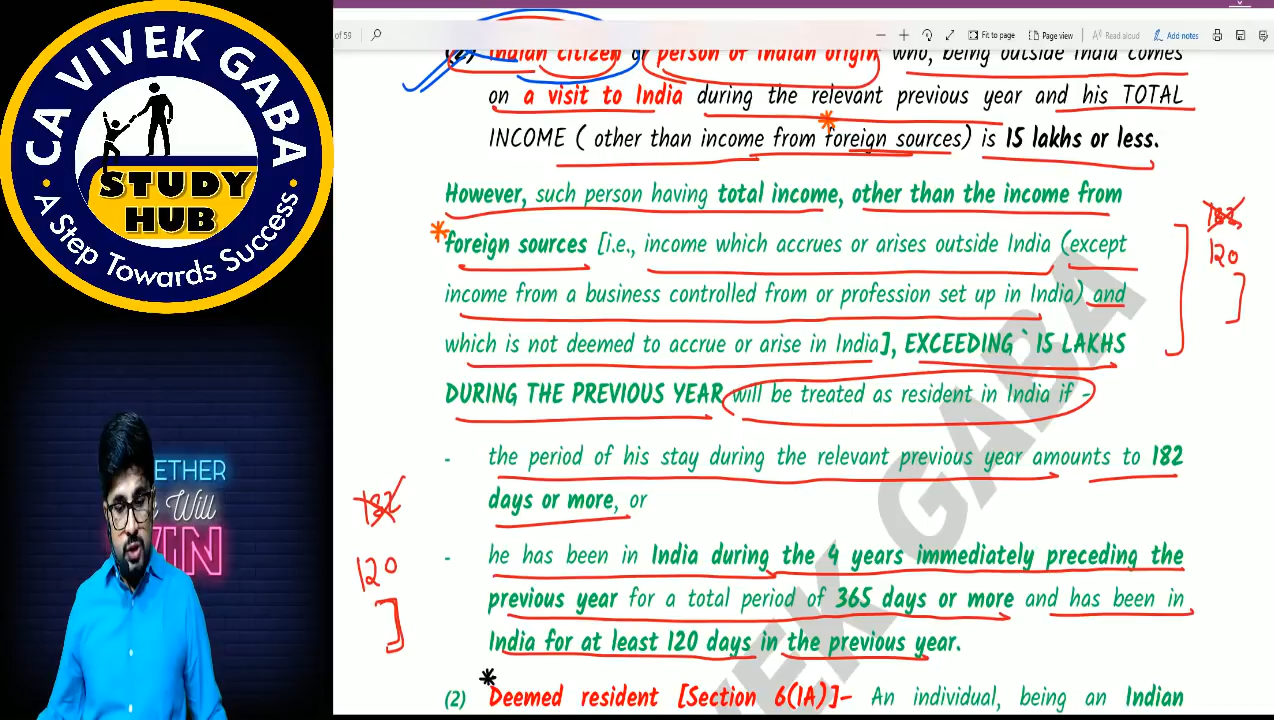 CA VIVEK GABA
STUDY
HUB
• A Step Towards Success •
of 59
Fit to page
Page view
Read aloud
Add notes
Indian citizen or person of Indian origin who, being outside India comes
on a visit to India during the relevant previous year and his TOTAL
INCOME ( other than income from foreign sources) is 15 lakhs or less.
However, such person having total income, other than the income from
foreign sources [i.e., income which accrues or arises outside India (except
income from a business controlled from or profession set up in India) and
which is not deemed to accrue or arise in India], EXCEEDING ` 15 LAKHS
DURING THE PREVIOUS YEAR will be treated as resident in India if -
182
120
- the period of his stay during the relevant previous year amounts to 182
days or more, or
- he has been in India during the 4 years immediately preceding the
previous year for a total period of 365 days or more and has been in
India for at least 120 days in the previous year.
182
120
(2) Deemed resident [Section 6(1A)]- An individual, being an Indian
ETHER
Will
WIN
VIVEK GABA